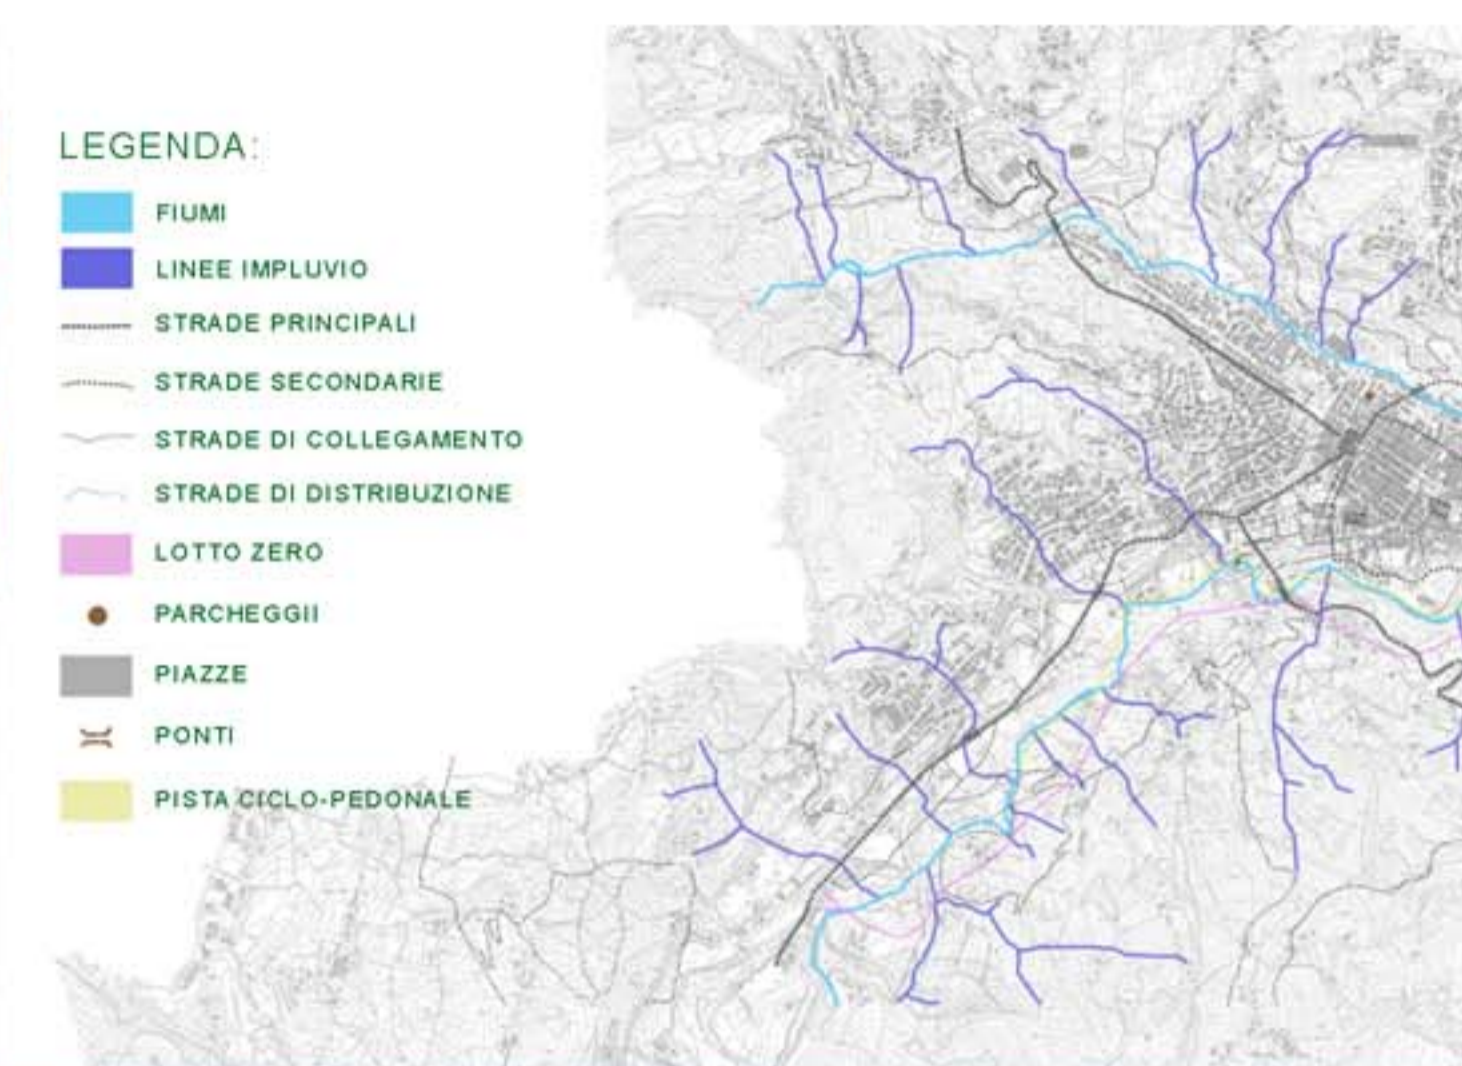 LEGENDA:
FIUMI
LINEE IMPLUVIO
STRADE PRINCIPALI
STRADE SECONDARIE
STRADE DI COLLEGAMENTO
STRADE DI DISTRIBUZIONE
LOTTO ZERO
PARCHEGGII
PIAZZE
PONTI
PISTA CICLO-PEDONALE